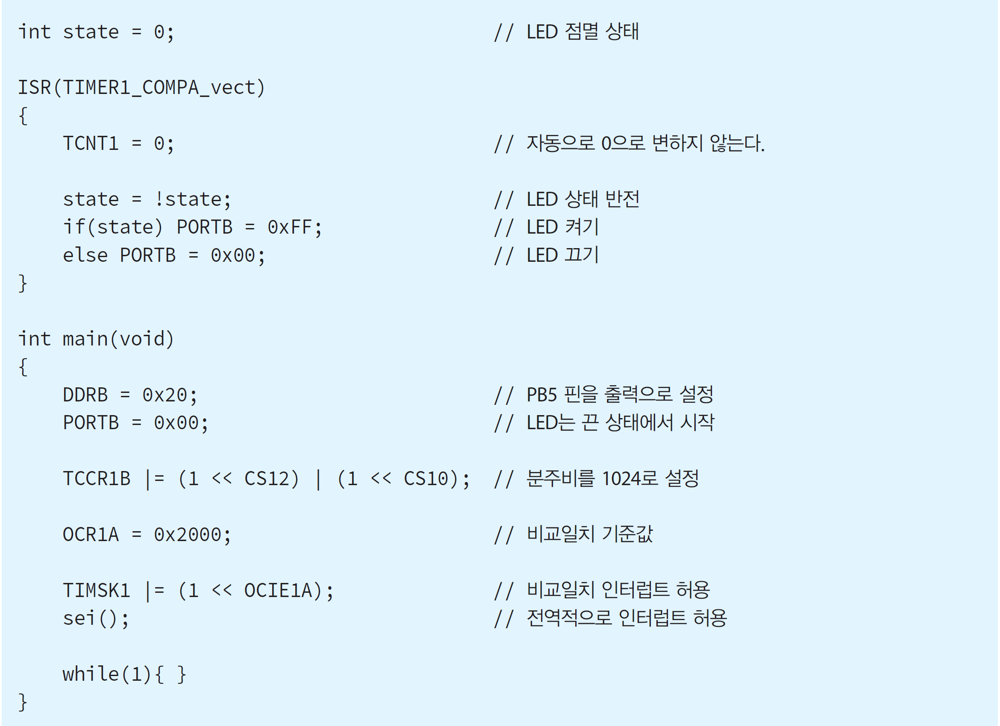 int state = 0; // LED 점멸 상태
ISR(TIMER1_COMPA_vect)
{
    TCNT1 = 0; // 자동으로 0으로 변하지 않는다.
    state = !state; // LED 상태 반전
    if(state) PORTB = 0xFF; // LED 켜기
    else PORTB = 0x00; // LED 끄기
}
int main(void)
{
    DDRB = 0x20; // PB5 핀을 출력으로 설정
    PORTB = 0x00; // LED는 끈 상태에서 시작
    TCCR1B |= (1 << CS12) | (1 << CS10); // 분주비를 1024로 설정
    OCR1A = 0x2000; // 비교일치 기준값
    TIMSK1 |= (1 << OCIE1A); // 비교일치 인터럽트 허용
    sei(); // 전역적으로 인터럽트 허용
    while(1){ }
}